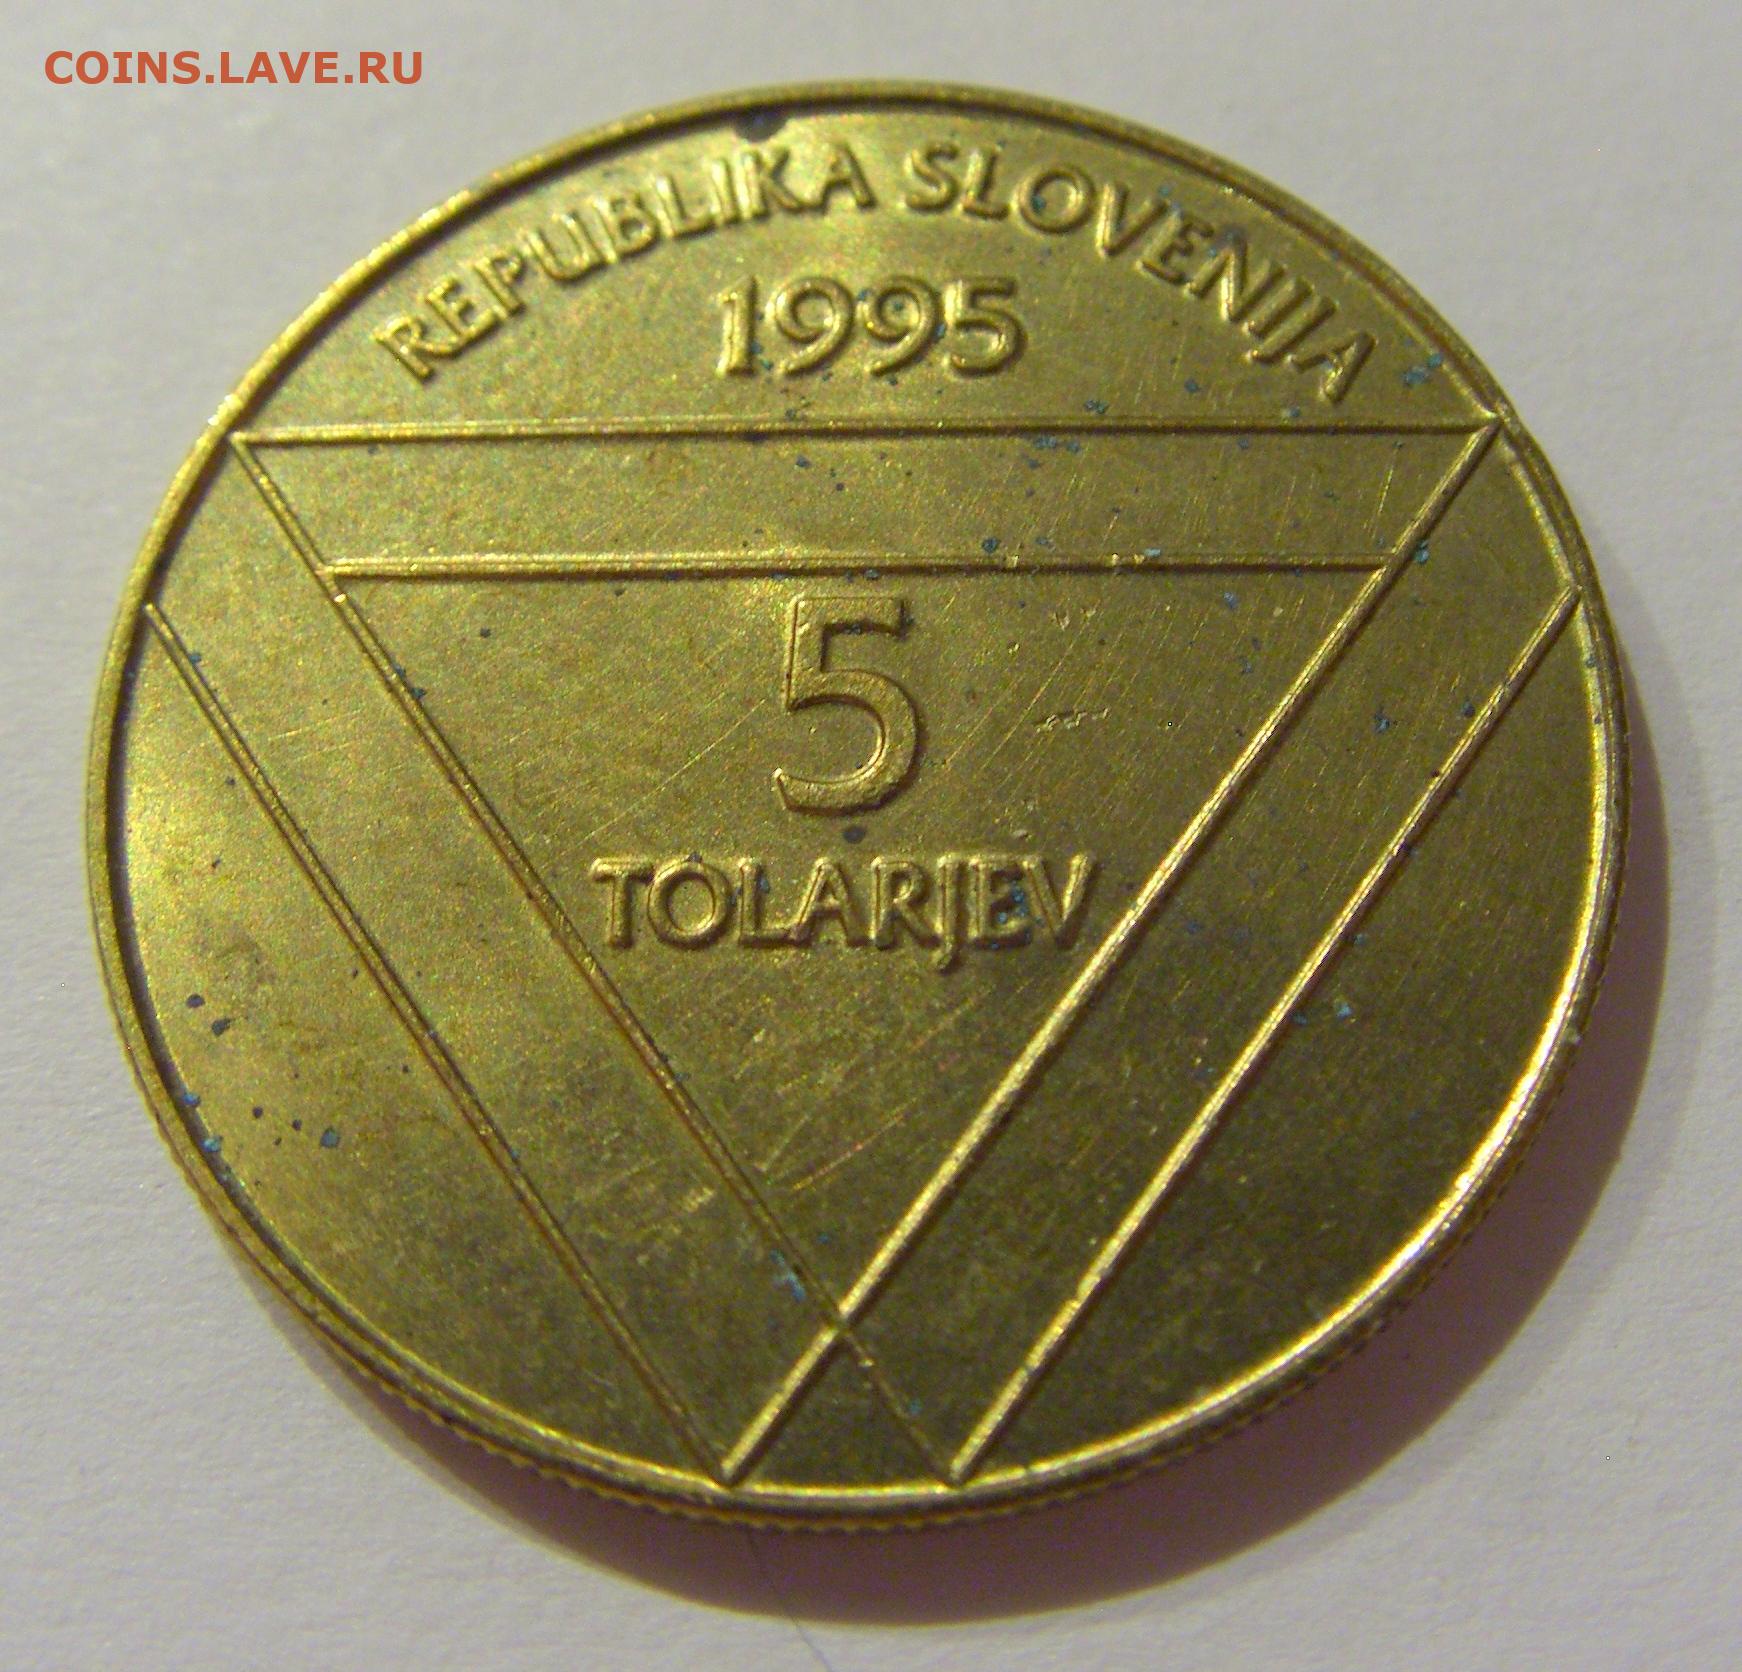 COINS.LAVE.RU
REPUBLIKA SLOVENIJA
1995
5
TOLARJEV